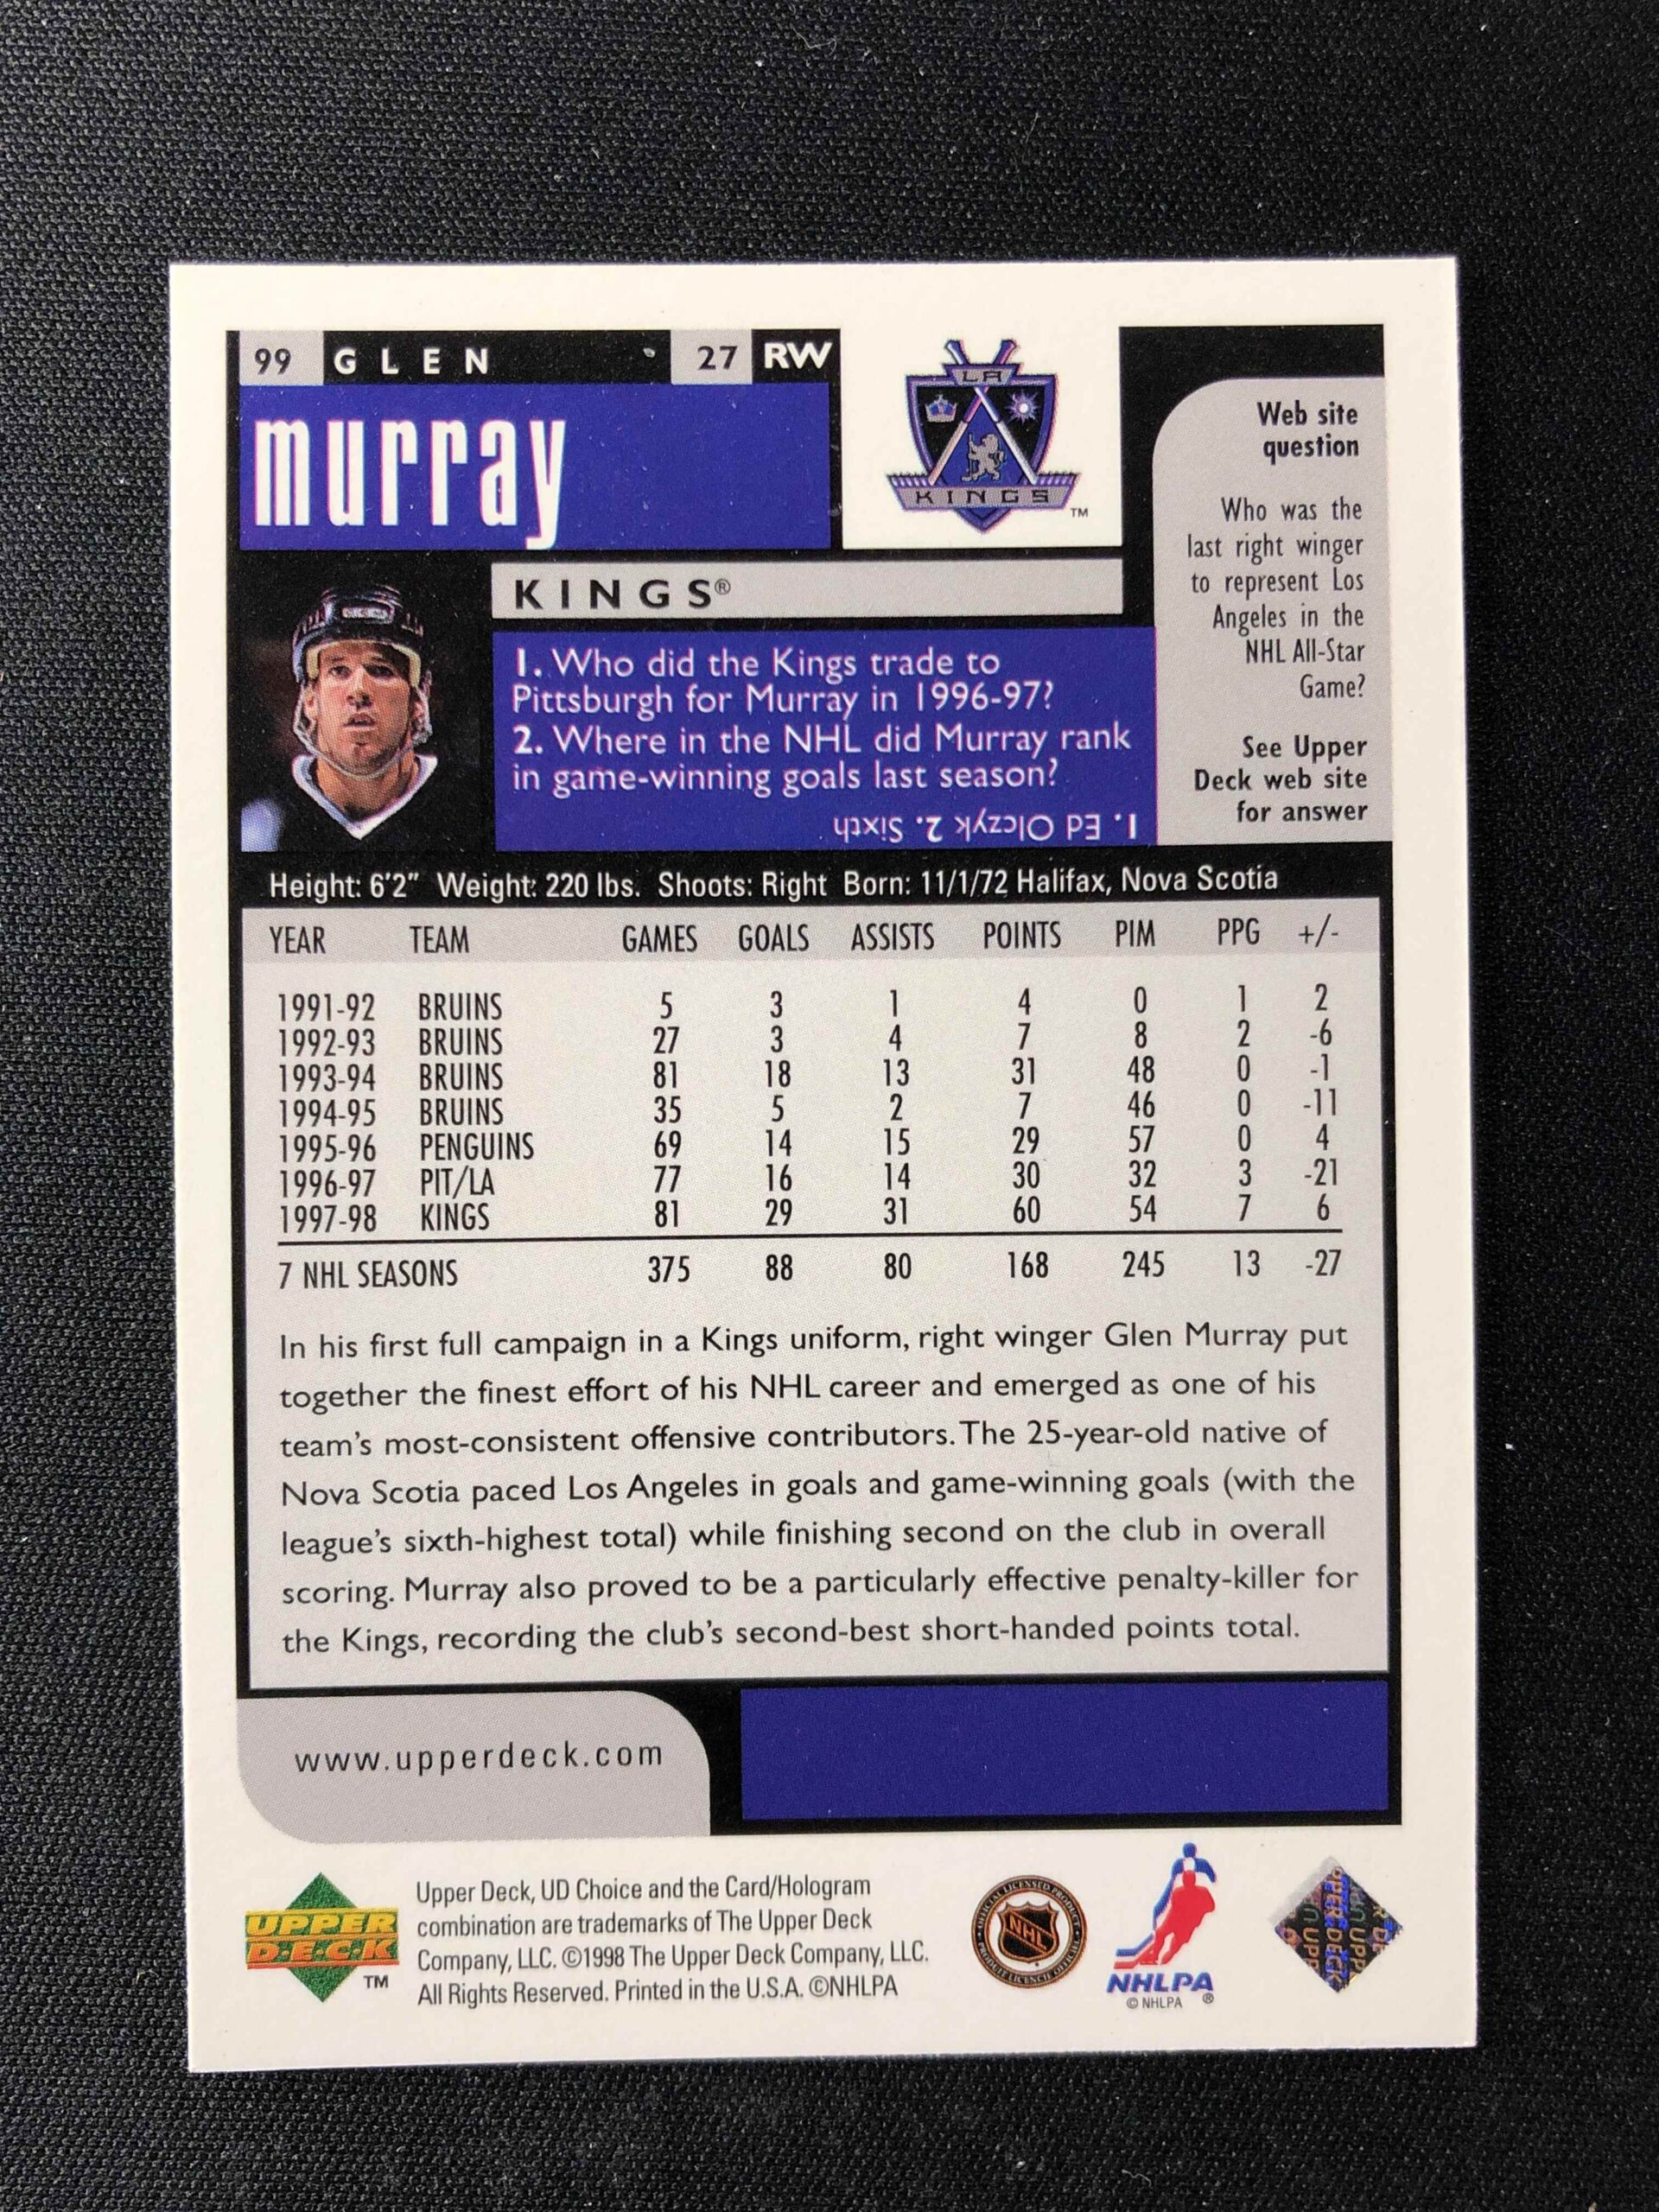 99 GLEN 27 RW
murray
LA
KINGS
TM
KINGS®
1. Who did the Kings trade to
Pittsburgh for Murray in 1996-97?
2. Where in the NHL did Murray rank
in game-winning goals last season?
1. Ed Olczyk 2. Sixth
Web site
question
Who was the
last right winger
to represent Los
Angeles in the
NHL All-Star
Game?
See Upper
Deck web site
for answer
Height: 6'2" Weight: 220 lbs. Shoots: Right Born: 11/1/72 Halifax, Nova Scotia
YEAR TEAM GAMES GOALS ASSISTS POINTS PIM PPG +/-
1991-92 BRUINS 5 3 1 4 0 1 2
1992-93 BRUINS 27 3 4 7 8 2 -6
1993-94 BRUINS 81 18 13 31 48 0 -1
1994-95 BRUINS 35 5 2 7 46 0 -11
1995-96 PENGUINS 69 14 15 29 57 0 4
1996-97 PIT/LA 77 16 14 30 32 3 -21
1997-98 KINGS 81 29 31 60 54 7 6
7 NHL SEASONS 375 88 80 168 245 13 -27
In his first full campaign in a Kings uniform, right winger Glen Murray put
together the finest effort of his NHL career and emerged as one of his
team's most-consistent offensive contributors. The 25-year-old native of
Nova Scotia paced Los Angeles in goals and game-winning goals (with the
league's sixth-highest total) while finishing second on the club in overall
scoring. Murray also proved to be a particularly effective penalty-killer for
the Kings, recording the club's second-best short-handed points total.
www.upperdeck.com
UPPER
DECK
TM
Upper Deck, UD Choice and the Card/Hologram
combination are trademarks of The Upper Deck
Company, LLC. ©1998 The Upper Deck Company, LLC.
All Rights Reserved. Printed in the U.S.A. ©NHLPA
OFFICIAL LICENSED PRODUCT
NHL
PRODUIT LICENCIÉ OFFICIEL
NHLPA
© NHLPA ®
UPPER DECK